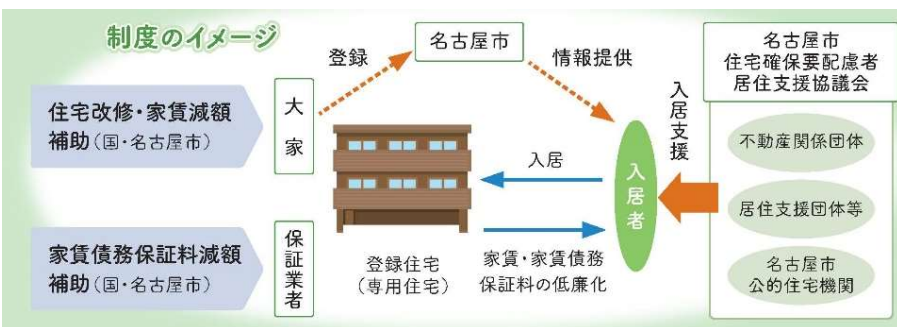 制度のイメージ
登録
名古屋市
情報提供
名古屋市
住宅確保要配慮者
居住支援協議会
住宅改修・家賃減額
補助（国・名古屋市）
大家
入居
入居者
入居支援
不動産関係団体
居住支援団体等
名古屋市
公的住宅機関
家賃債務保証料減額
補助（国・名古屋市）
保証業者
登録住宅
（専用住宅）
家賃・家賃債務
保証料の低廉化